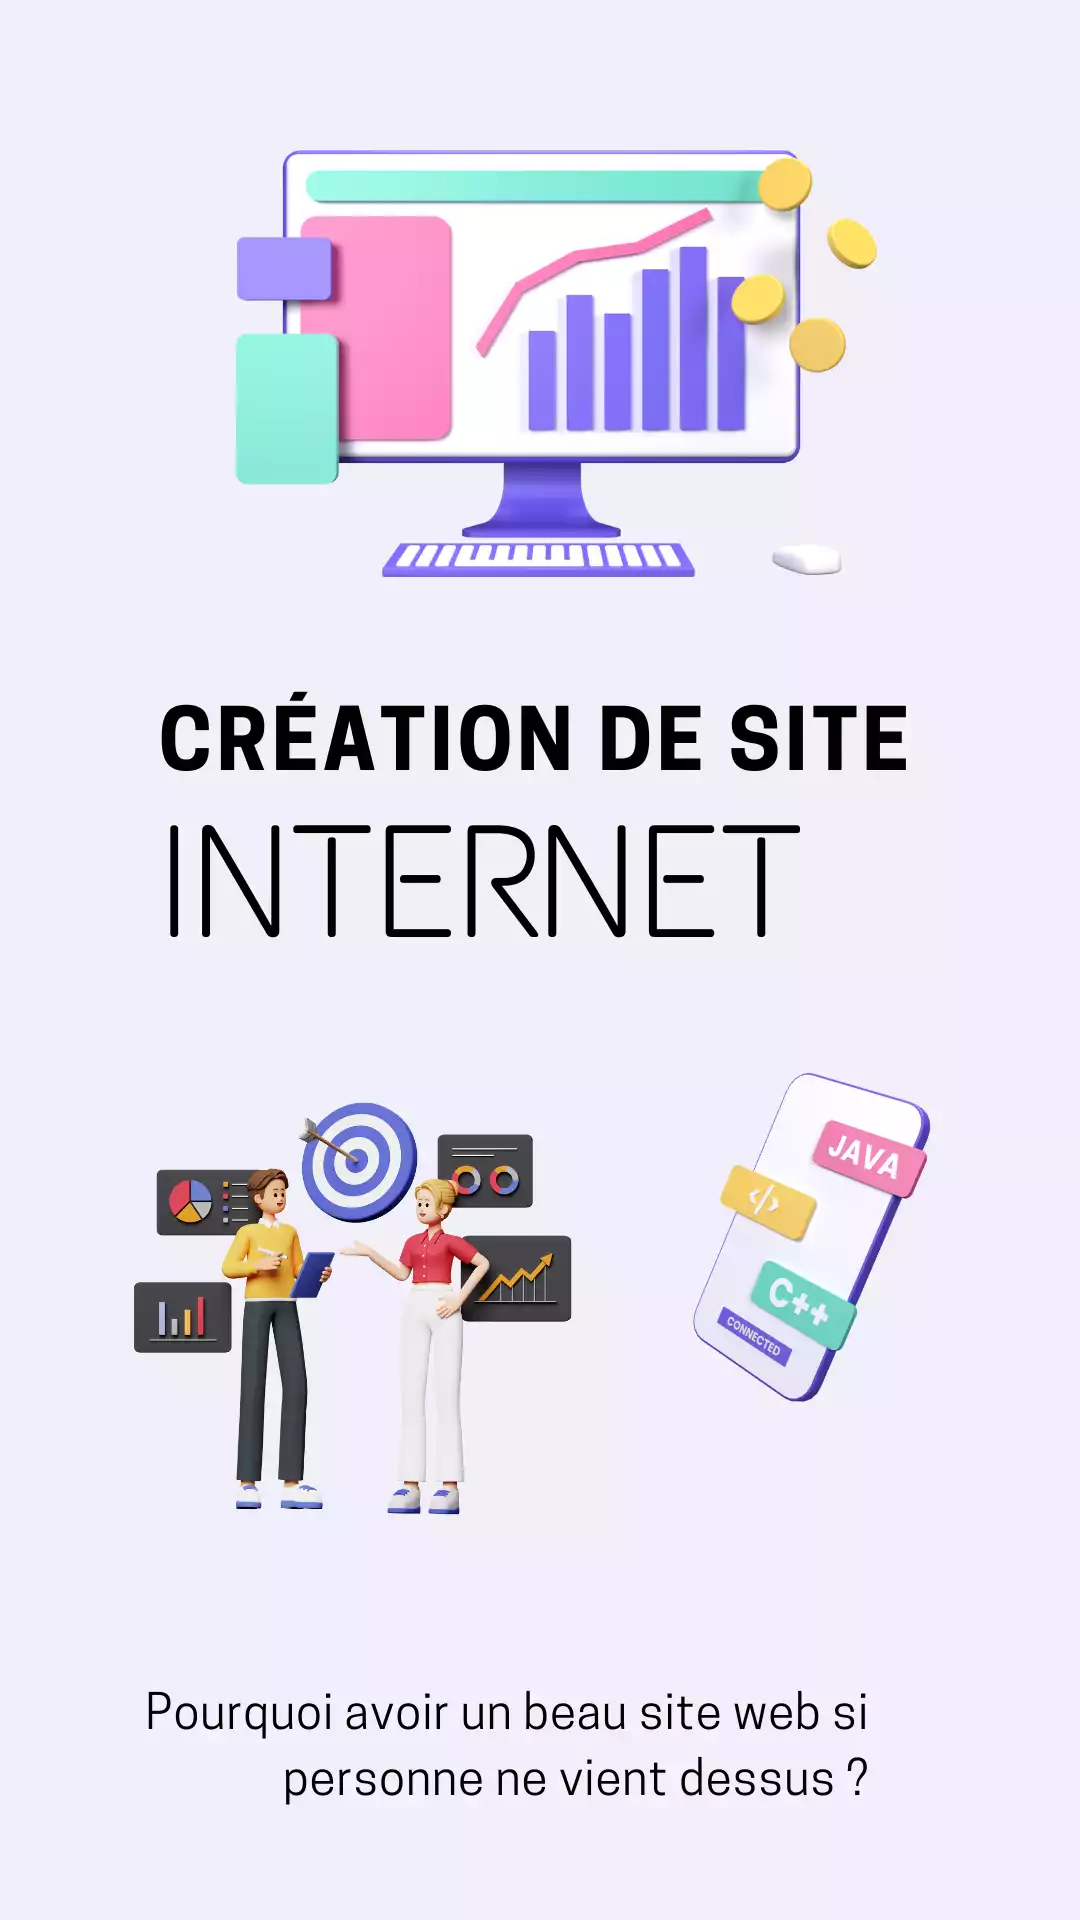 CRÉATION DE SITE
INTERNET
JAVA
</>
C++
CONNECTED
Pourquoi avoir un beau site web si
personne ne vient dessus ?